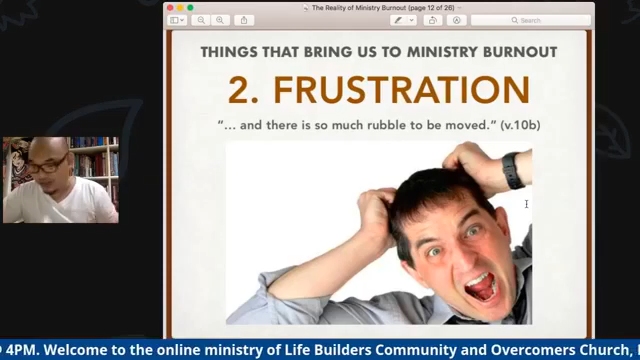 The Reality of Ministry Burnout (page 12 of 26)
Search
THINGS THAT BRING US TO MINISTRY BURNOUT
2. FRUSTRATION
“... and there is so much rubble to be moved.” (v.10b)
4PM. Welcome to the online ministry of Life Builders Community and Overcomers Church,